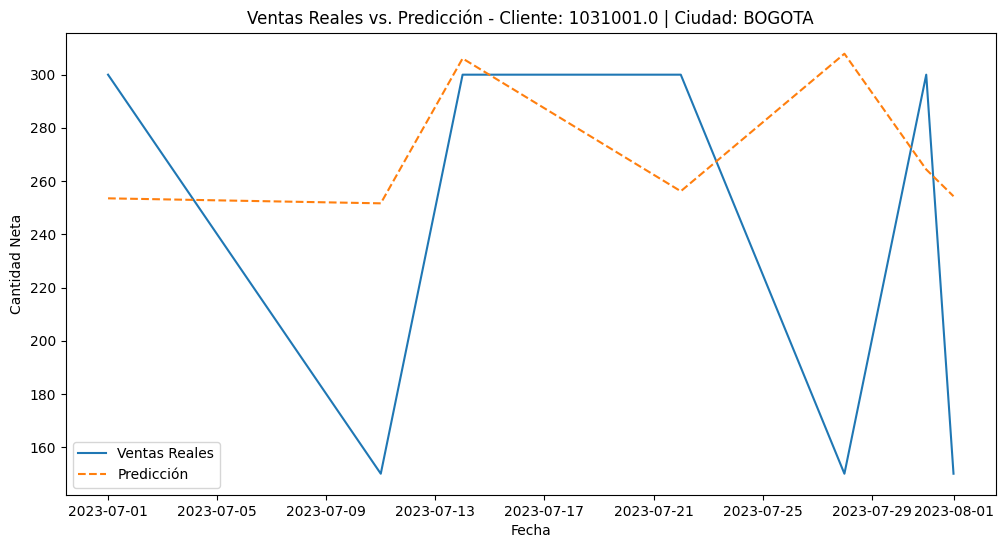 Ventas Reales vs. Predicción - Cliente: 1031001.0 | Ciudad: BOGOTA
Cantidad Neta
300
280
260
240
220
200
180
160
Ventas Reales
Predicción
2023-07-01 2023-07-05 2023-07-09 2023-07-13 2023-07-17 2023-07-21 2023-07-25 2023-07-29 2023-08-01
Fecha